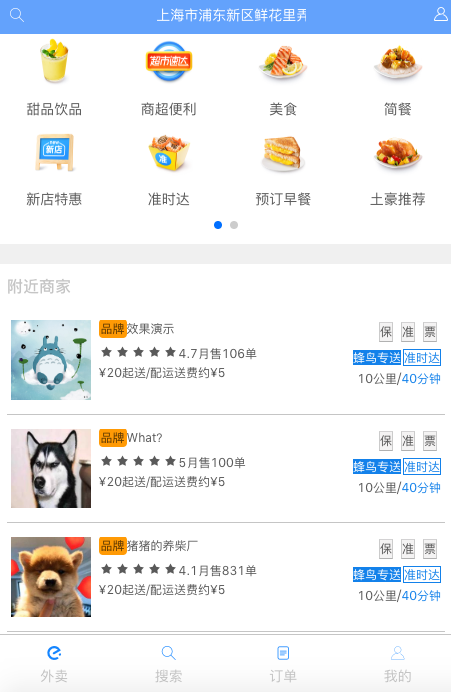 上海市浦东新区鲜花里弄
超市速达
甜品饮品 商超便利 美食 简餐
新店
准
新店特惠 准时达 预订早餐 土豪推荐
附近商家
品牌效果演示 保 准 票
4.7月售106单 蜂鸟专送 准时达
¥20起送/配运送费约¥5 10公里/40分钟
品牌What? 保 准 票
5月售100单 蜂鸟专送 准时达
¥20起送/配运送费约¥5 10公里/40分钟
品牌猪猪的养柴厂 保 准 票
4.1月售831单 蜂鸟专送 准时达
¥20起送/配运送费约¥5 10公里/40分钟
外卖 搜索 订单 我的